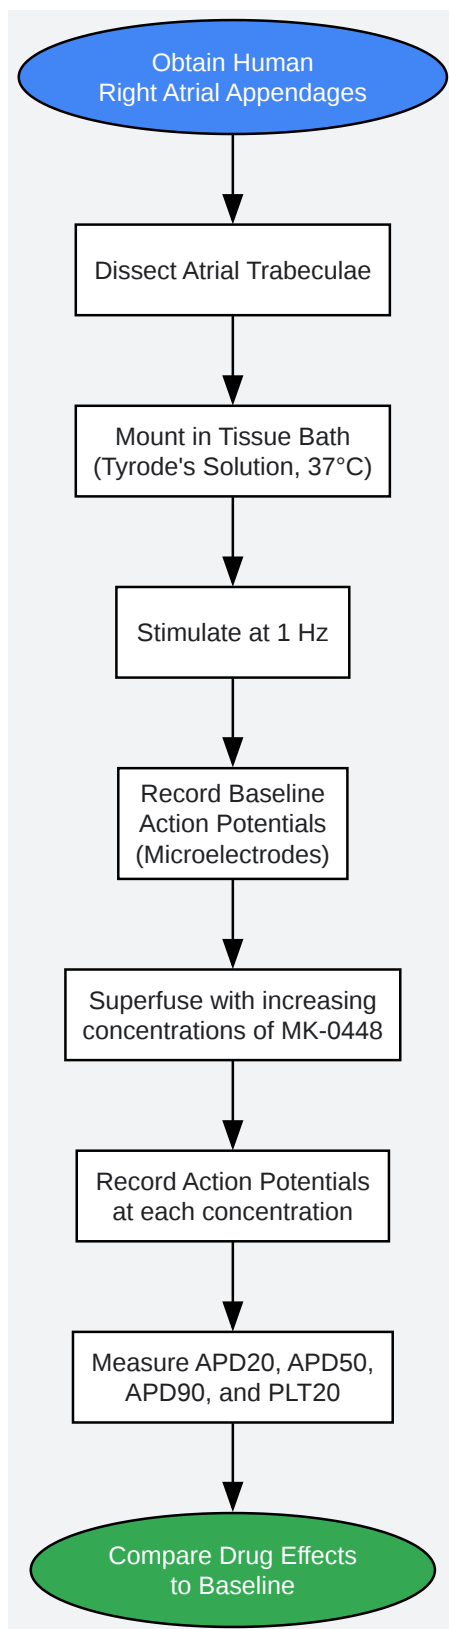 Obtain Human
Right Atrial Appendages
Dissect Atrial Trabeculae
Mount in Tissue Bath
(Tyrode's Solution, 37°C)
Stimulate at 1 Hz
Record Baseline
Action Potentials
(Microelectrodes)
Superfuse with increasing
concentrations of MK-0448
Record Action Potentials
at each concentration
Measure APD20, APD50,
APD90, and PLT20
Compare Drug Effects
to Baseline